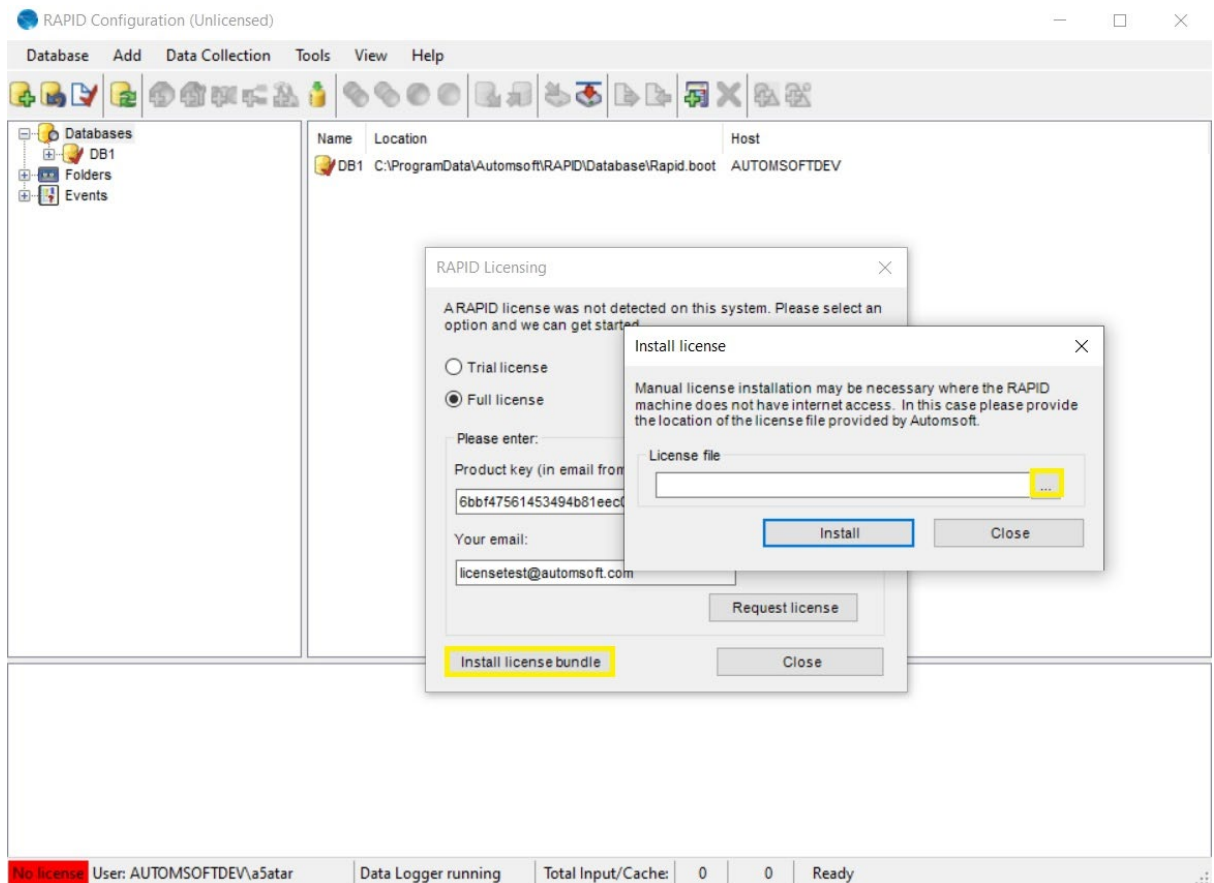 RAPID Configuration (Unlicensed)
Database Add Data Collection Tools View Help
Databases
DB1
Folders
Events
Name Location Host
DB1 C:\ProgramData\Automsoft\RAPID\Database\Rapid.boot AUTOMSOFTDEV
RAPID Licensing
A RAPID license was not detected on this system. Please select an
option and we can get started
Trial license
Full license
Please enter:
Product key (in email from
6bbf47561453494b81eec
Your email:
licensetest@automsoft.com
Request license
Install license bundle
Close
Install license
Manual license installation may be necessary where the RAPID
machine does not have internet access. In this case please provide
the location of the license file provided by Automsoft.
License file
...
Install
Close
No license User: AUTOMSOFTDEV\a5atar Data Logger running Total Input/Cache: 0 0 Ready